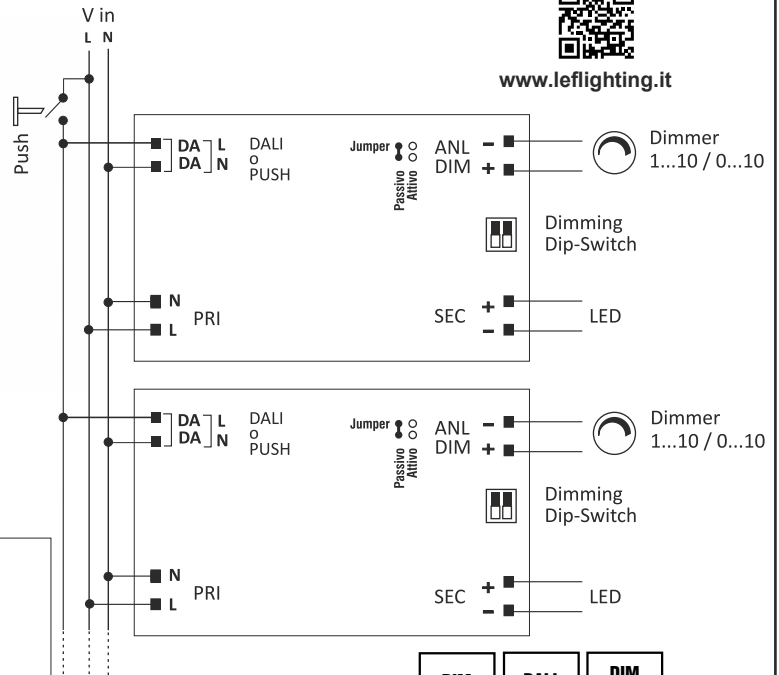 V in
L N
www.leflighting.it
Push
DA L
DA N
DALI
o
PUSH
Jumper
Passivo
Attivo
ANL -
DIM +
Dimmer
1...10 / 0...10
Dimming
Dip-Switch
N
L
PRI
SEC
+
-
LED
DA L
DA N
DALI
o
PUSH
Jumper
Passivo
Attivo
ANL -
DIM +
Dimmer
1...10 / 0...10
Dimming
Dip-Switch
N
L
PRI
SEC
+
-
LED
DIM